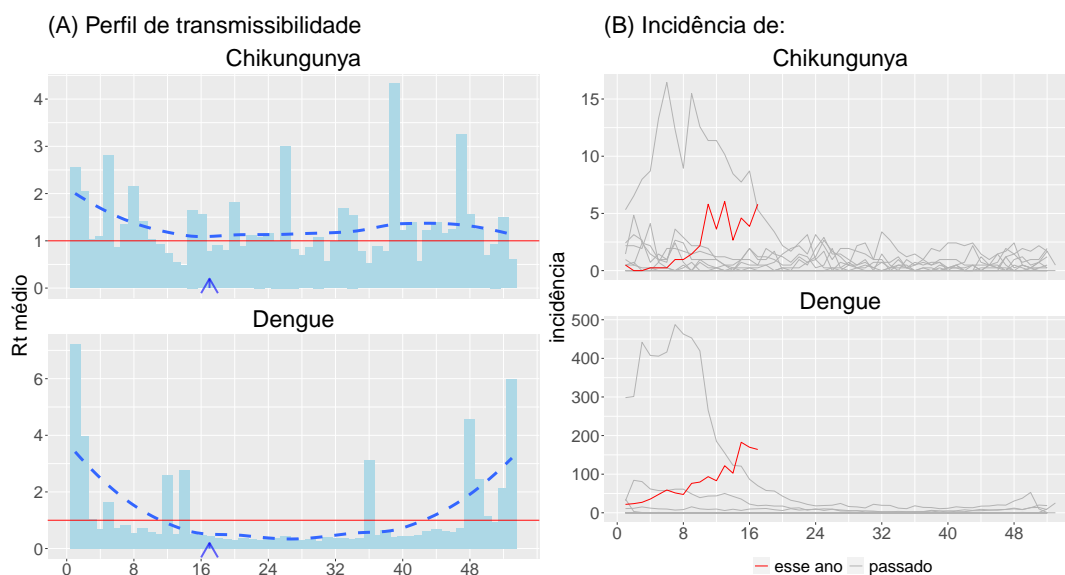 (A) Perfil de transmissibilidade
Chikungunya
4
3
2
1
0
Dengue
6
4
2
0
0 8 16 24 32 40 48
Rt médio
(B) Incidência de:
Chikungunya
15
10
5
0
Dengue
500
400
300
200
100
0
0 8 16 24 32 40 48
incidência
esse ano passado